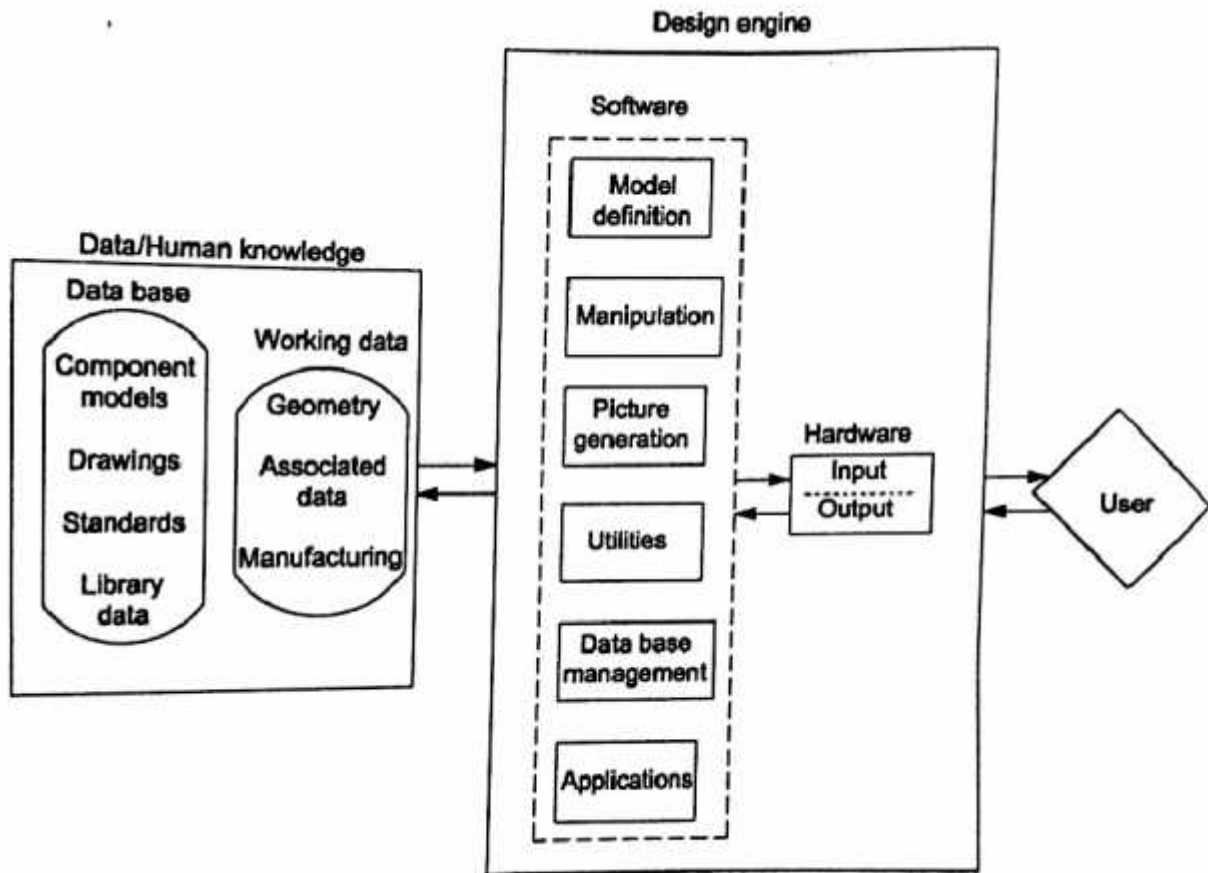 Design engine
Software
Model
definition
Manipulation
Picture
generation
Utilities
Data base
management
Applications
Data/Human knowledge
Data base
Component
models
Drawings
Standards
Library
data
Working data
Geometry
Associated
data
Manufacturing
Hardware
Input
Output
User